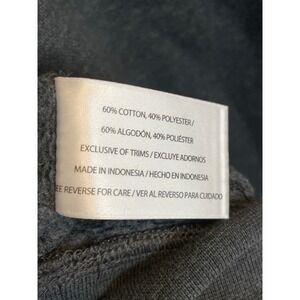 60% COTTON, 40% POLYESTER /
60% ALGODÓN, 40% POLIÉSTER
EXCLUSIVE OF TRIMS / EXCLUYE ADORNOS
MADE IN INDONESIA / HECHO EN INDONESIA
EE REVERSE FOR CARE / VER AL REVERSO PARA CUIDADO